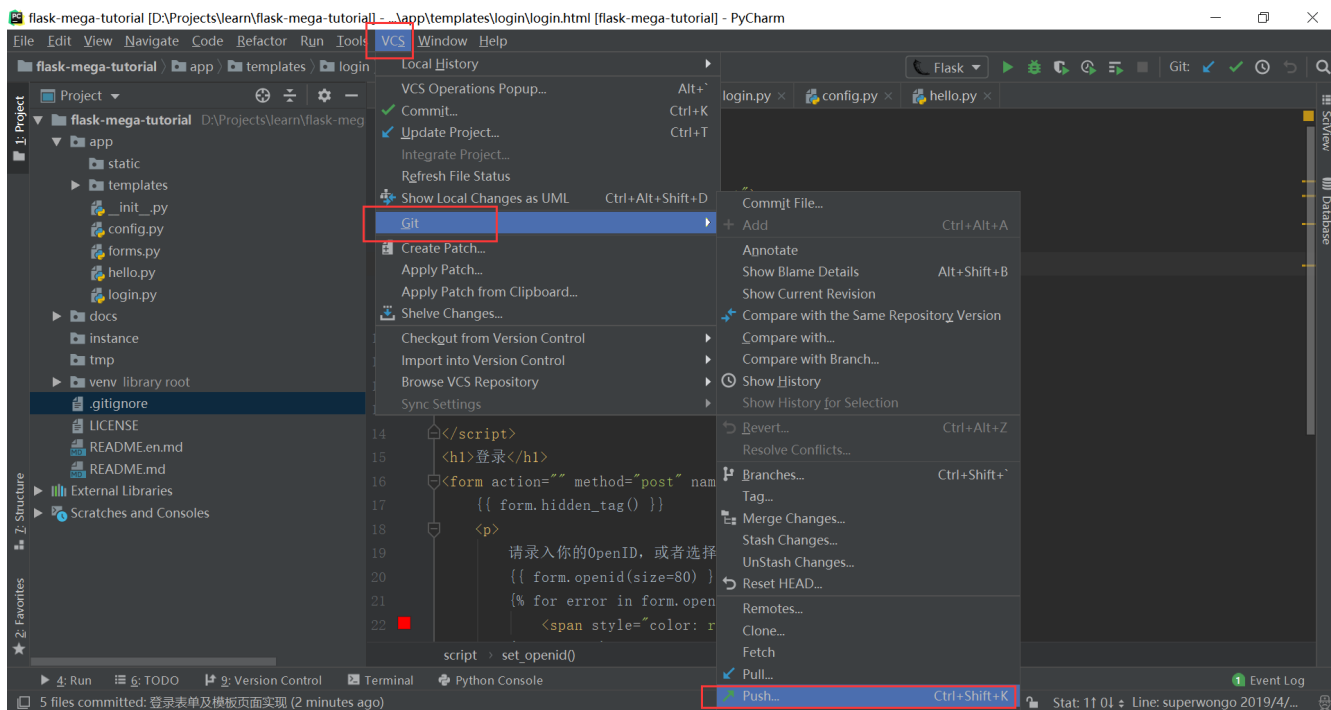 flask-mega-tutorial [D:\Projects\learn\flask-mega-tutorial] - ...\app\templates\login\login.html [flask-mega-tutorial] - PyCharm
File Edit View Navigate Code Refactor Run Tools VCS Window Help
flask-mega-tutorial app templates login
Flask Git:
Project
login.py config.py hello.py
1: Project
flask-mega-tutorial D:\Projects\learn\flask-meg
app
static
templates
__init__.py
config.py
forms.py
hello.py
login.py
docs
instance
tmp
venv library root
.gitignore
LICENSE
README.en.md
README.md
External Libraries
Scratches and Consoles
7: Structure
2: Favorites
Local History
VCS Operations Popup... Alt+`
Commit... Ctrl+K
Update Project... Ctrl+T
Integrate Project...
Refresh File Status
Show Local Changes as UML Ctrl+Alt+Shift+D
Git
Create Patch...
Apply Patch...
Apply Patch from Clipboard...
Shelve Changes...
Checkout from Version Control
Import into Version Control
Browse VCS Repository
Sync Settings
Commit File...
Add Ctrl+Alt+A
Annotate
Show Blame Details Alt+Shift+B
Show Current Revision
Compare with the Same Repository Version
Compare with...
Compare with Branch...
Show History
Show History for Selection
Revert... Ctrl+Alt+Z
Resolve Conflicts...
Branches... Ctrl+Shift+`
Tag...
Merge Changes...
Stash Changes...
UnStash Changes...
Reset HEAD...
Remotes...
Clone...
Fetch
Pull...
Push... Ctrl+Shift+K
14 </script>
15 <h1>登录</h1>
16 <form action="" method="post" nam
17 {{ form.hidden_tag() }}
18 <p>
19 请录入你的OpenID，或者选择
20 {{ form.openid(size=80) }
21 {% for error in form.open
22 <span style="color: r
script › set_openid()
SciView
Database
4: Run 6: TODO 9: Version Control Terminal Python Console 1 Event Log
5 files committed: 登录表单及模板页面实现 (2 minutes ago) Stat: 1↑ 0↓ Line: superwongo 2019/4/...